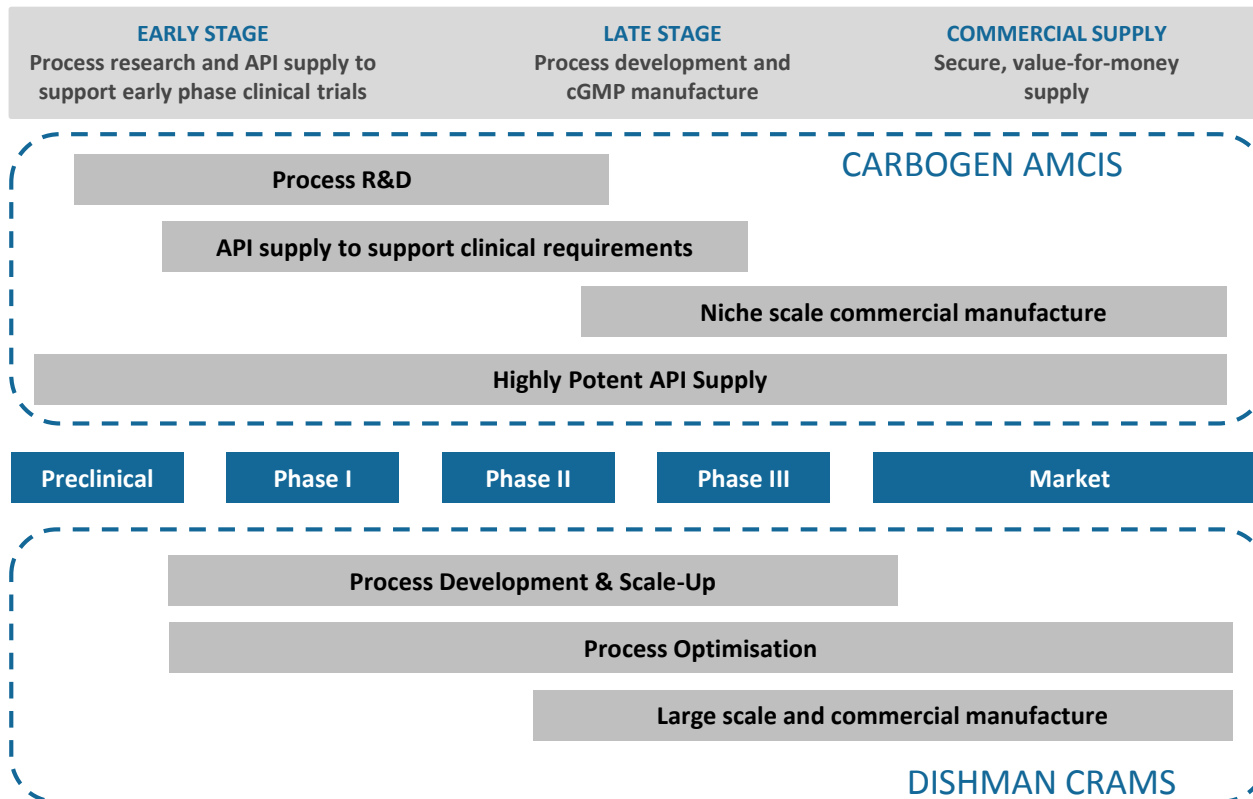 EARLY STAGE
Process research and API supply to
support early phase clinical trials
LATE STAGE
Process development and
cGMP manufacture
COMMERCIAL SUPPLY
Secure, value-for-money
supply
CARBOGEN AMCIS
Process R&D
API supply to support clinical requirements
Niche scale commercial manufacture
Highly Potent API Supply
Preclinical
Phase I
Phase II
Phase III
Market
Process Development & Scale-Up
Process Optimisation
Large scale and commercial manufacture
DISHMAN CRAMS